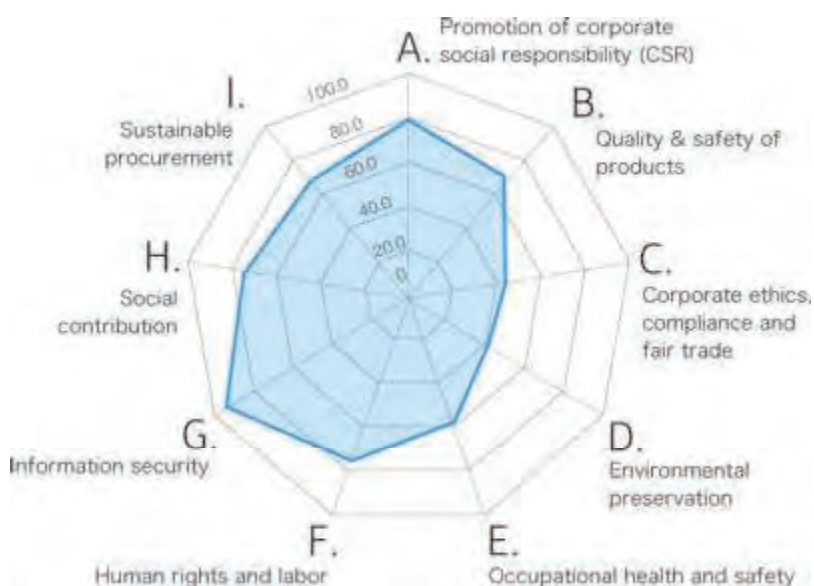 A.
Promotion of corporate
social responsibility (CSR)
B.
Quality & safety of
products
C.
Corporate ethics,
compliance and
fair trade
D.
Environmental
preservation
E.
Occupational health and safety
F.
Human rights and labor
G.
Information security
H.
Social
contribution
I.
Sustainable
procurement
100.0
80.0
60.0
40.0
20.0
0